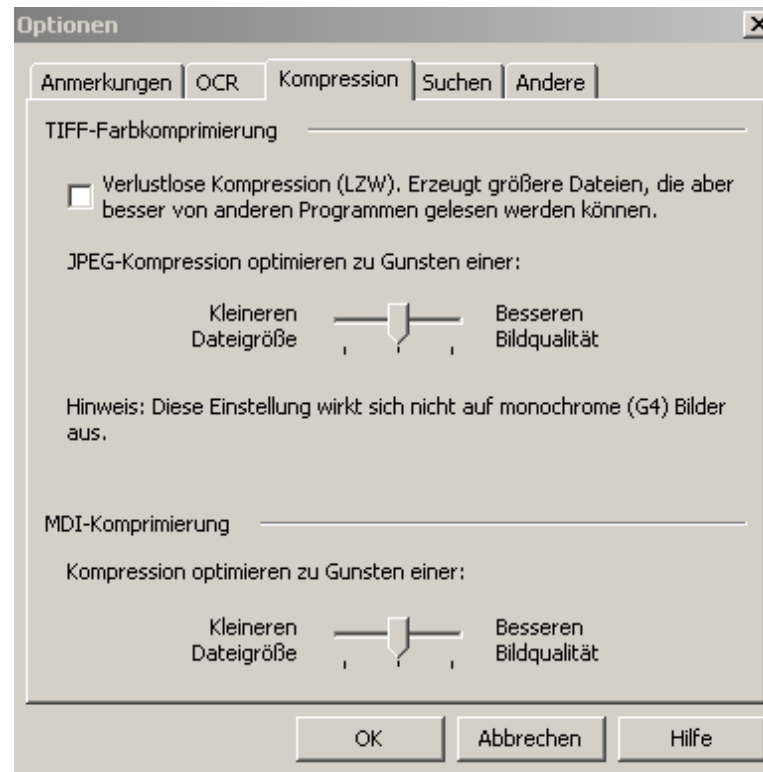 Optionen
Anmerkungen OCR Kompression Suchen Andere
TIFF-Farbkomprimierung
Verlustlose Kompression (LZW). Erzeugt größere Dateien, die aber
besser von anderen Programmen gelesen werden können.
JPEG-Kompression optimieren zu Gunsten einer:
Kleineren Besseren
Dateigröße Bildqualität
Hinweis: Diese Einstellung wirkt sich nicht auf monochrome (G4) Bilder
aus.
MDI-Komprimierung
Kompression optimieren zu Gunsten einer:
Kleineren Besseren
Dateigröße Bildqualität
OK Abbrechen Hilfe